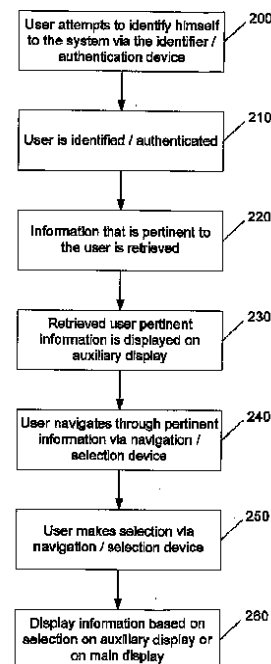 User attempts to identify himself
to the system via the identifier /
authentication device
200
User is identified / authenticated
210
Information that is pertinent to
the user is retrieved
220
Retrieved user pertinent
information is displayed on
auxiliary display
230
User navigates through pertinent
information via navigation /
selection device
240
User makes selection via
navigation / selection device
250
Display information based on
selection on auxiliary display or
on main display
260